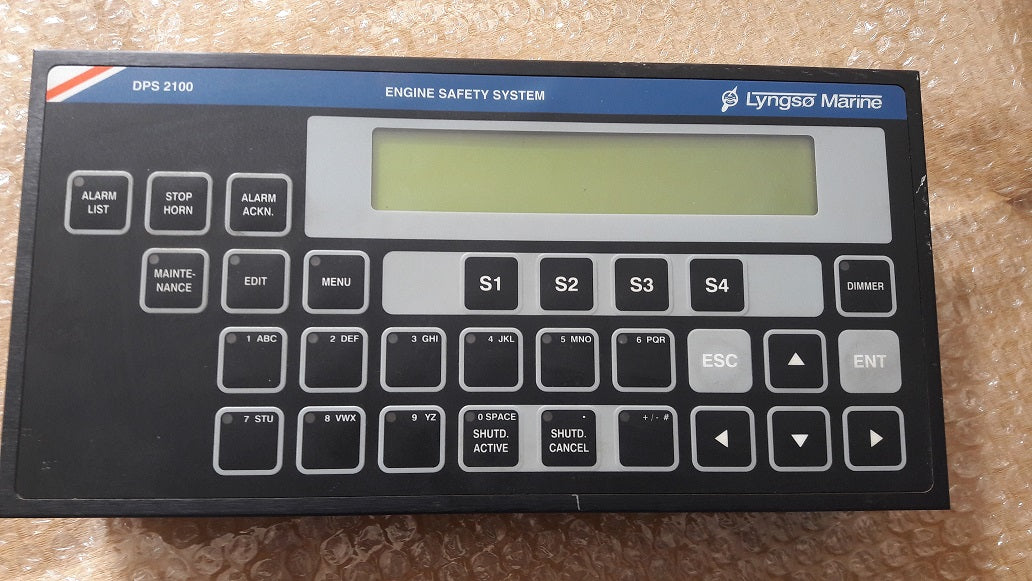 DPS 2100
ENGINE SAFETY SYSTEM
Lyngsø Marine
ALARM
LIST
STOP
HORN
ALARM
ACKN.
MAINTE-
NANCE
EDIT
MENU
S1
S2
S3
S4
DIMMER
1 ABC
2 DEF
3 GHI
4 JKL
5 MNO
6 PQR
ESC
ENT
7 STU
8 VWX
9 YZ
0 SPACE
SHUTD.
ACTIVE
.
SHUTD.
CANCEL
+ / - #